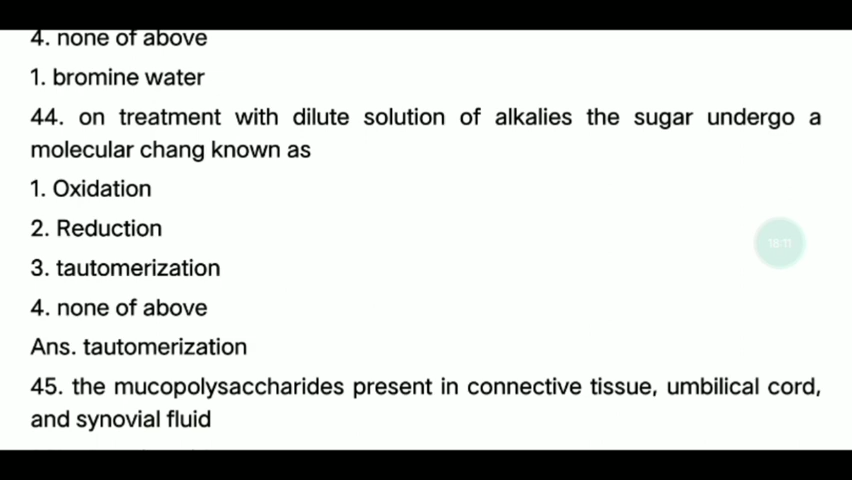 4. none of above
1. bromine water
44. on treatment with dilute solution of alkalies the sugar undergo a
molecular chang known as
1. Oxidation
2. Reduction
3. tautomerization
4. none of above
Ans. tautomerization
45. the mucopolysaccharides present in connective tissue, umbilical cord,
and synovial fluid
18:11